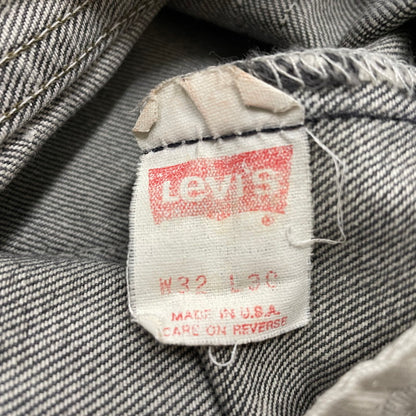 Levi's
W32 L30
MADE IN U.S.A.
CARE ON REVERSE